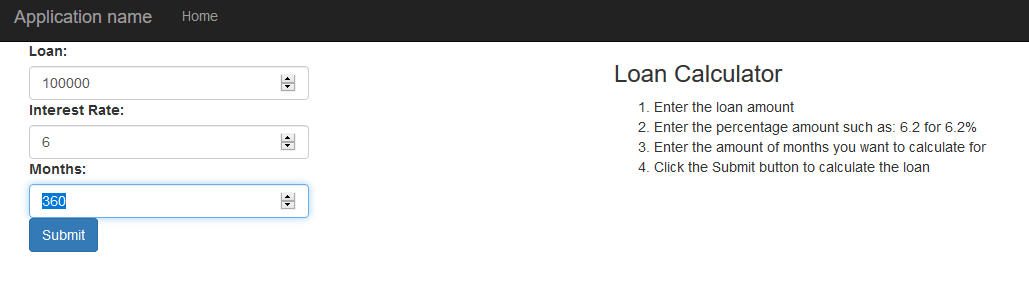 Application name Home
Loan:
100000
Interest Rate:
6
Months:
360
Submit
Loan Calculator
1. Enter the loan amount
2. Enter the percentage amount such as: 6.2 for 6.2%
3. Enter the amount of months you want to calculate for
4. Click the Submit button to calculate the loan